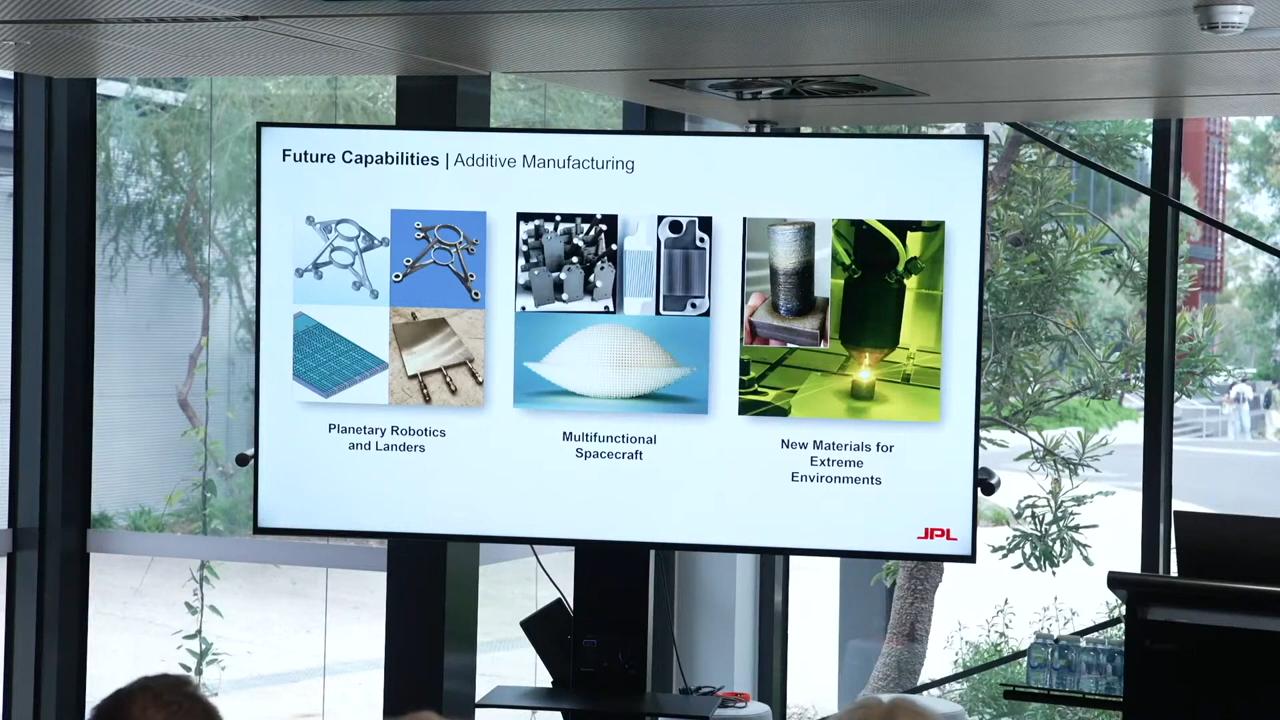 Future Capabilities | Additive Manufacturing
Planetary Robotics
and Landers
Multifunctional
Spacecraft
New Materials for
Extreme
Environments
JPL